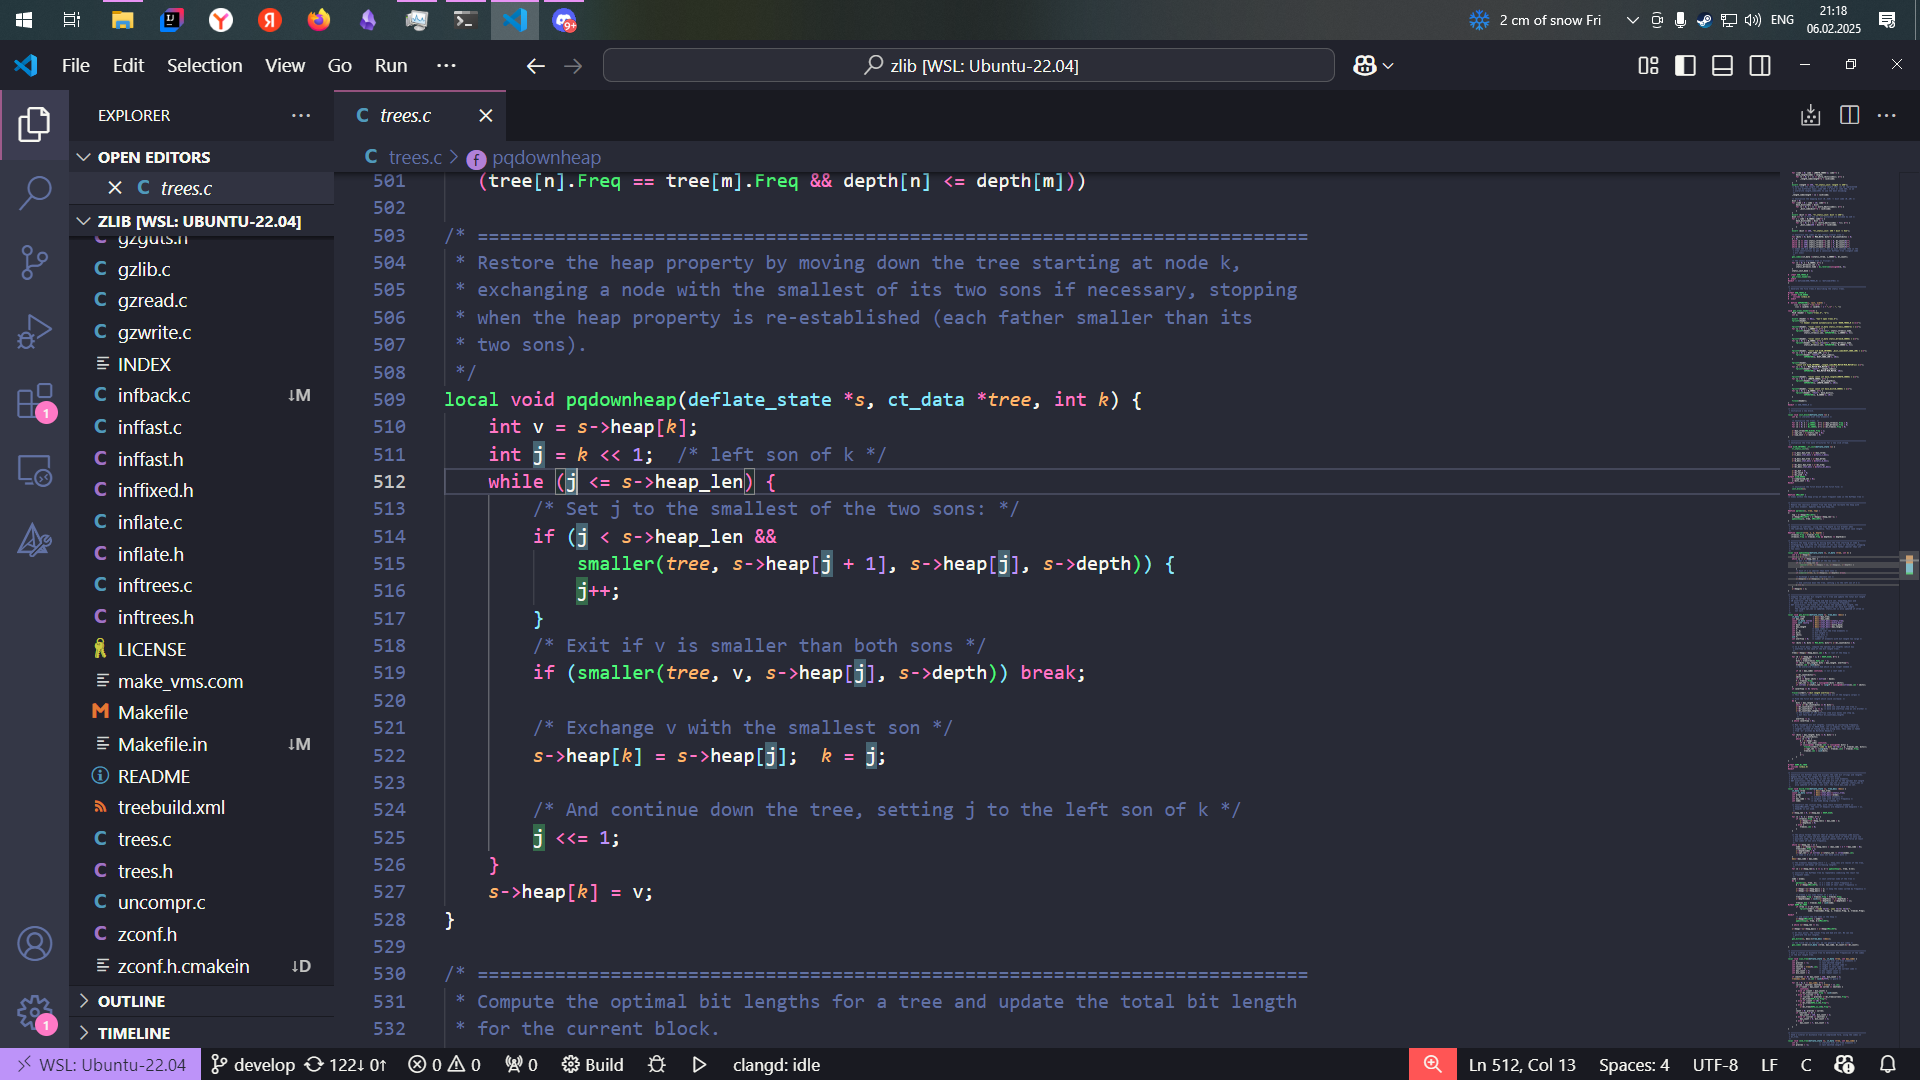 2 cm of snow Fri
ENG
21:18
06.02.2025
9+
File Edit Selection View Go Run ···
zlib [WSL: Ubuntu-22.04]
EXPLORER
OPEN EDITORS
C trees.c
ZLIB [WSL: UBUNTU-22.04]
C gzguts.h
C gzlib.c
C gzread.c
C gzwrite.c
INDEX
C infback.c ↓M
C inffast.c
C inffast.h
C inffixed.h
C inflate.c
C inflate.h
C inftrees.c
C inftrees.h
LICENSE
make_vms.com
M Makefile
Makefile.in ↓M
README
treebuild.xml
C trees.c
C trees.h
C uncompr.c
C zconf.h
zconf.h.cmakein ↓D
OUTLINE
TIMELINE
1
1
C trees.c
C trees.c > f pqdownheap
501 (tree[n].Freq == tree[m].Freq && depth[n] <= depth[m]))
502
503 /* ===========================================================================
504 * Restore the heap property by moving down the tree starting at node k,
505 * exchanging a node with the smallest of its two sons if necessary, stopping
506 * when the heap property is re-established (each father smaller than its
507 * two sons).
508 */
509 local void pqdownheap(deflate_state *s, ct_data *tree, int k) {
510 int v = s->heap[k];
511 int j = k << 1;  /* left son of k */
512 while (j <= s->heap_len) {
513 /* Set j to the smallest of the two sons: */
514 if (j < s->heap_len &&
515 smaller(tree, s->heap[j + 1], s->heap[j], s->depth)) {
516 j++;
517 }
518 /* Exit if v is smaller than both sons */
519 if (smaller(tree, v, s->heap[j], s->depth)) break;
520
521 /* Exchange v with the smallest son */
522 s->heap[k] = s->heap[j];  k = j;
523
524 /* And continue down the tree, setting j to the left son of k */
525 j <<= 1;
526 }
527 s->heap[k] = v;
528 }
529
530 /* ===========================================================================
531 * Compute the optimal bit lengths for a tree and update the total bit length
532 * for the current block.
WSL: Ubuntu-22.04 develop 122↓ 0↑ 0 0 0 Build clangd: idle Ln 512, Col 13 Spaces: 4 UTF-8 LF C